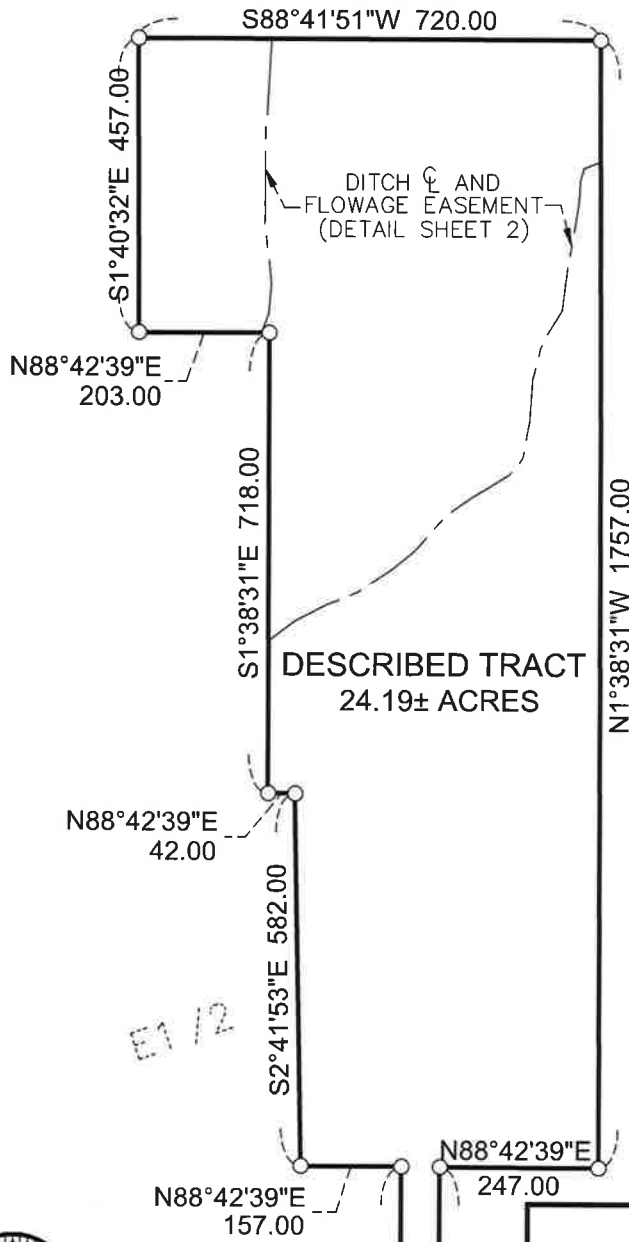 S88°41'51"W 720.00
S1°40'32"E 457.00
DITCH ℄ AND
FLOWAGE EASEMENT
(DETAIL SHEET 2)
N88°42'39"E
203.00
S1°38'31"E 718.00
N1°38'31"W 1757.00
DESCRIBED TRACT
24.19± ACRES
N88°42'39"E
42.00
S2°41'53"E 582.00
E1/2
N88°42'39"E
247.00
N88°42'39"E
157.00